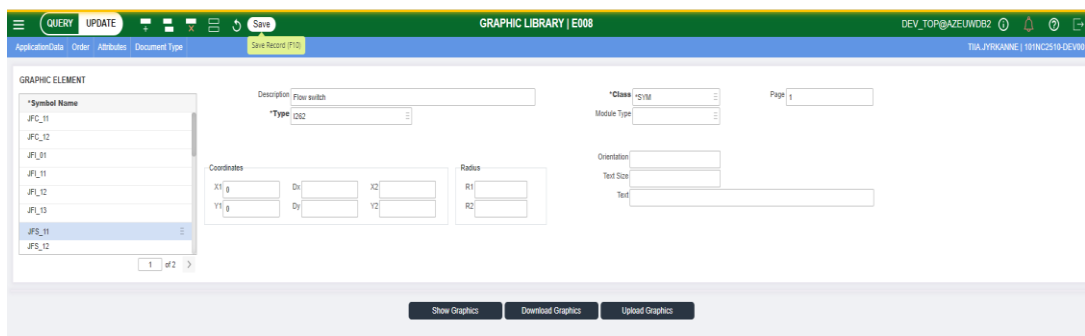 QUERY UPDATE Save GRAPHIC LIBRARY | E008 DEV_TOP@AZEUWDB2
ApplicationData Order Attributes Document Type Save Record (F10) TIIA.JYRKANNE | 101NC2510-DEV00
GRAPHIC ELEMENT
*Symbol Name
JFC_11
JFC_12
JFI_01
JFI_11
JFI_12
JFI_13
JFS_11
JFS_12
1 of 2 >
Description Flow switch *Class *SYM Page 1
*Type I262 Module Type
Orientation
Text Size
Text
Coordinates Radius
X1 0 Dx X2 R1
Y1 0 Dy Y2 R2
Show Graphics Download Graphics Upload Graphics